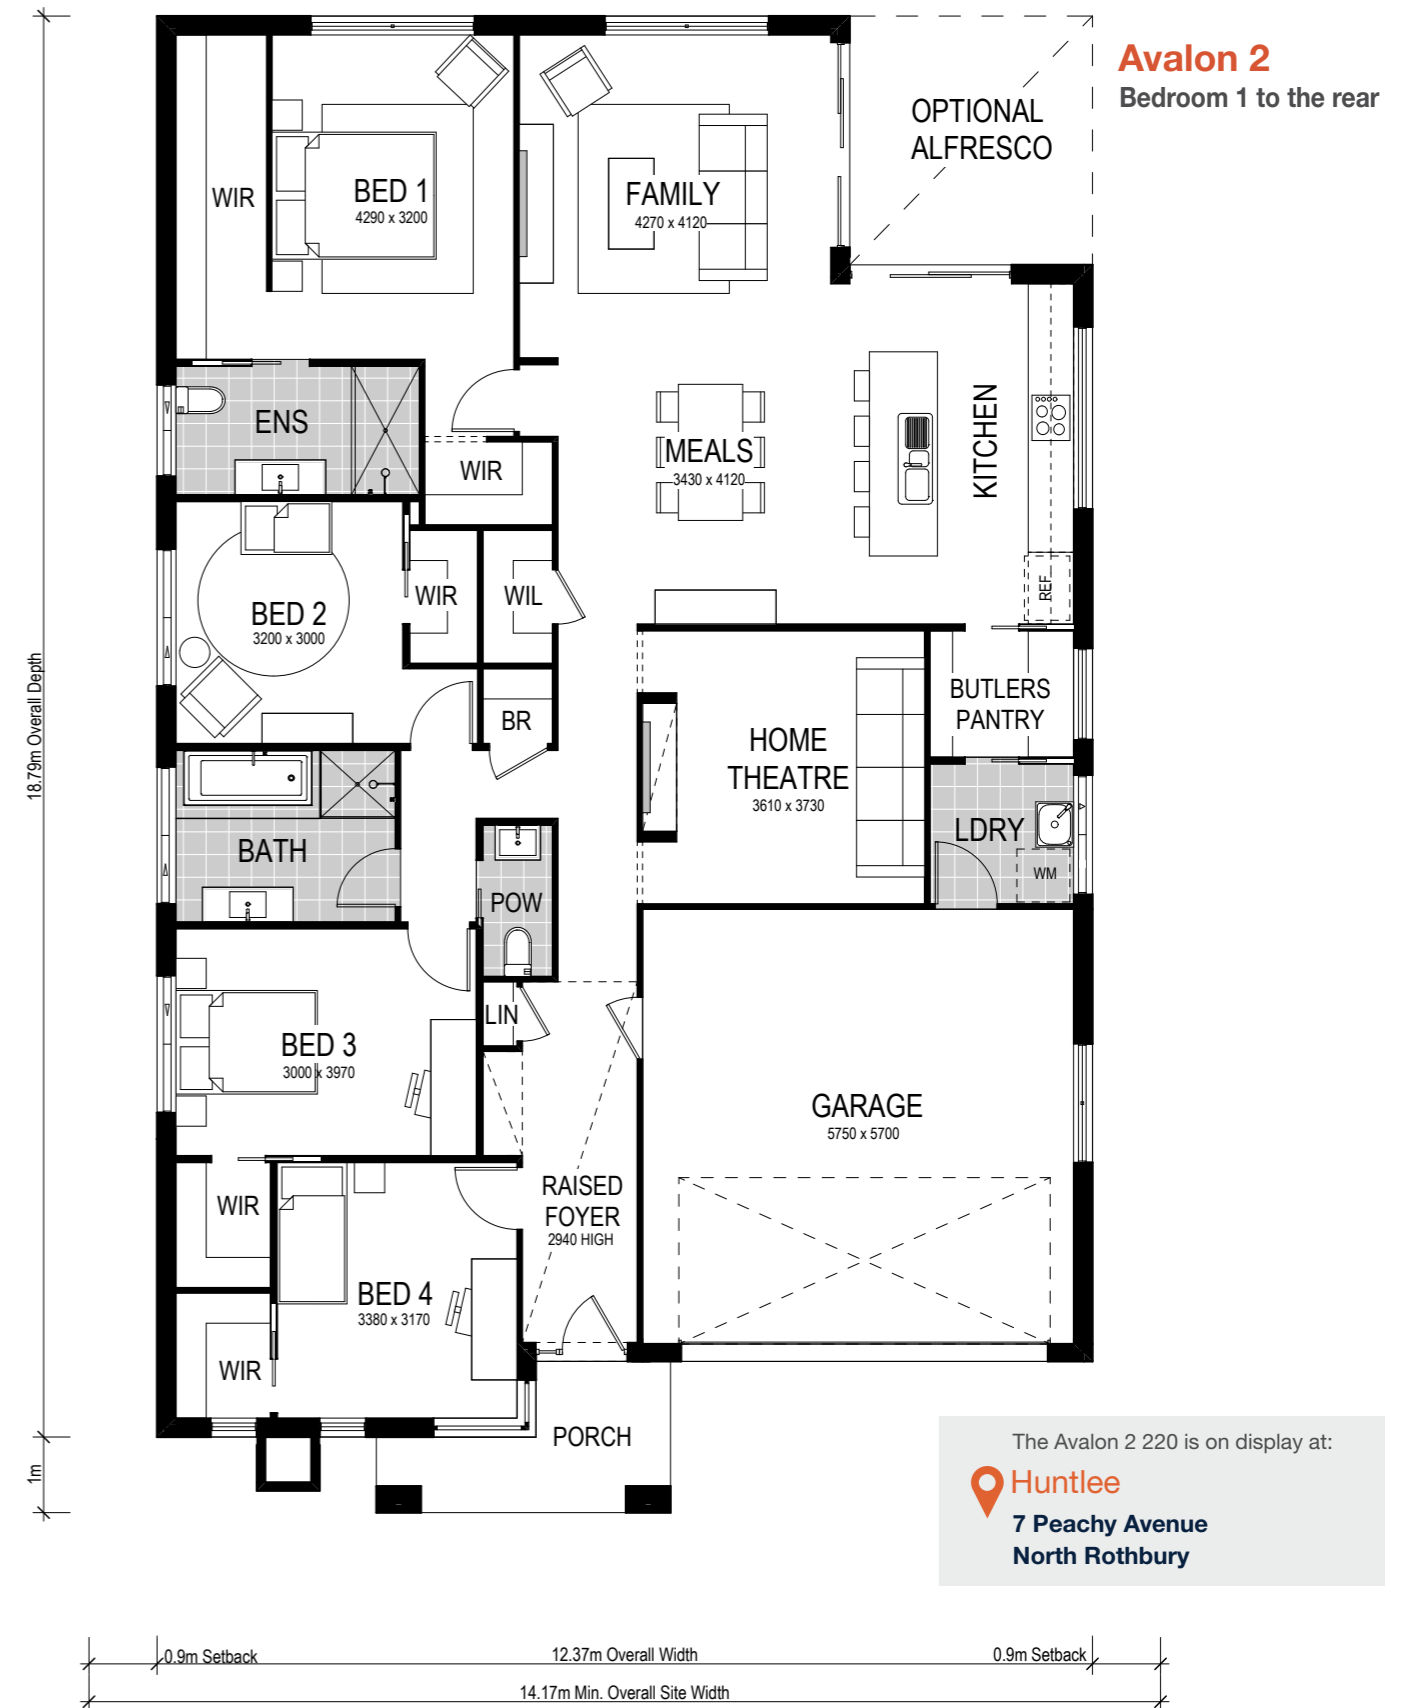 Avalon 2
Bedroom 1 to the rear
OPTIONAL
ALFRESCO
WIR
BED 1
4290 x 3200
FAMILY
4270 x 4120
ENS
WIR
MEALS
3430 x 4120
KITCHEN
REF
BED 2
3200 x 3000
WIR
WIL
BR
BUTLERS
PANTRY
HOME
THEATRE
3610 x 3730
LDRY
WM
BATH
POW
18.79m Overall Depth
LIN
BED 3
3000 x 3970
GARAGE
5750 x 5700
WIR
RAISED
FOYER
2940 HIGH
BED 4
3380 x 3170
WIR
PORCH
1m
The Avalon 2 220 is on display at:
Huntlee
7 Peachy Avenue
North Rothbury
0.9m Setback
12.37m Overall Width
0.9m Setback
14.17m Min. Overall Site Width